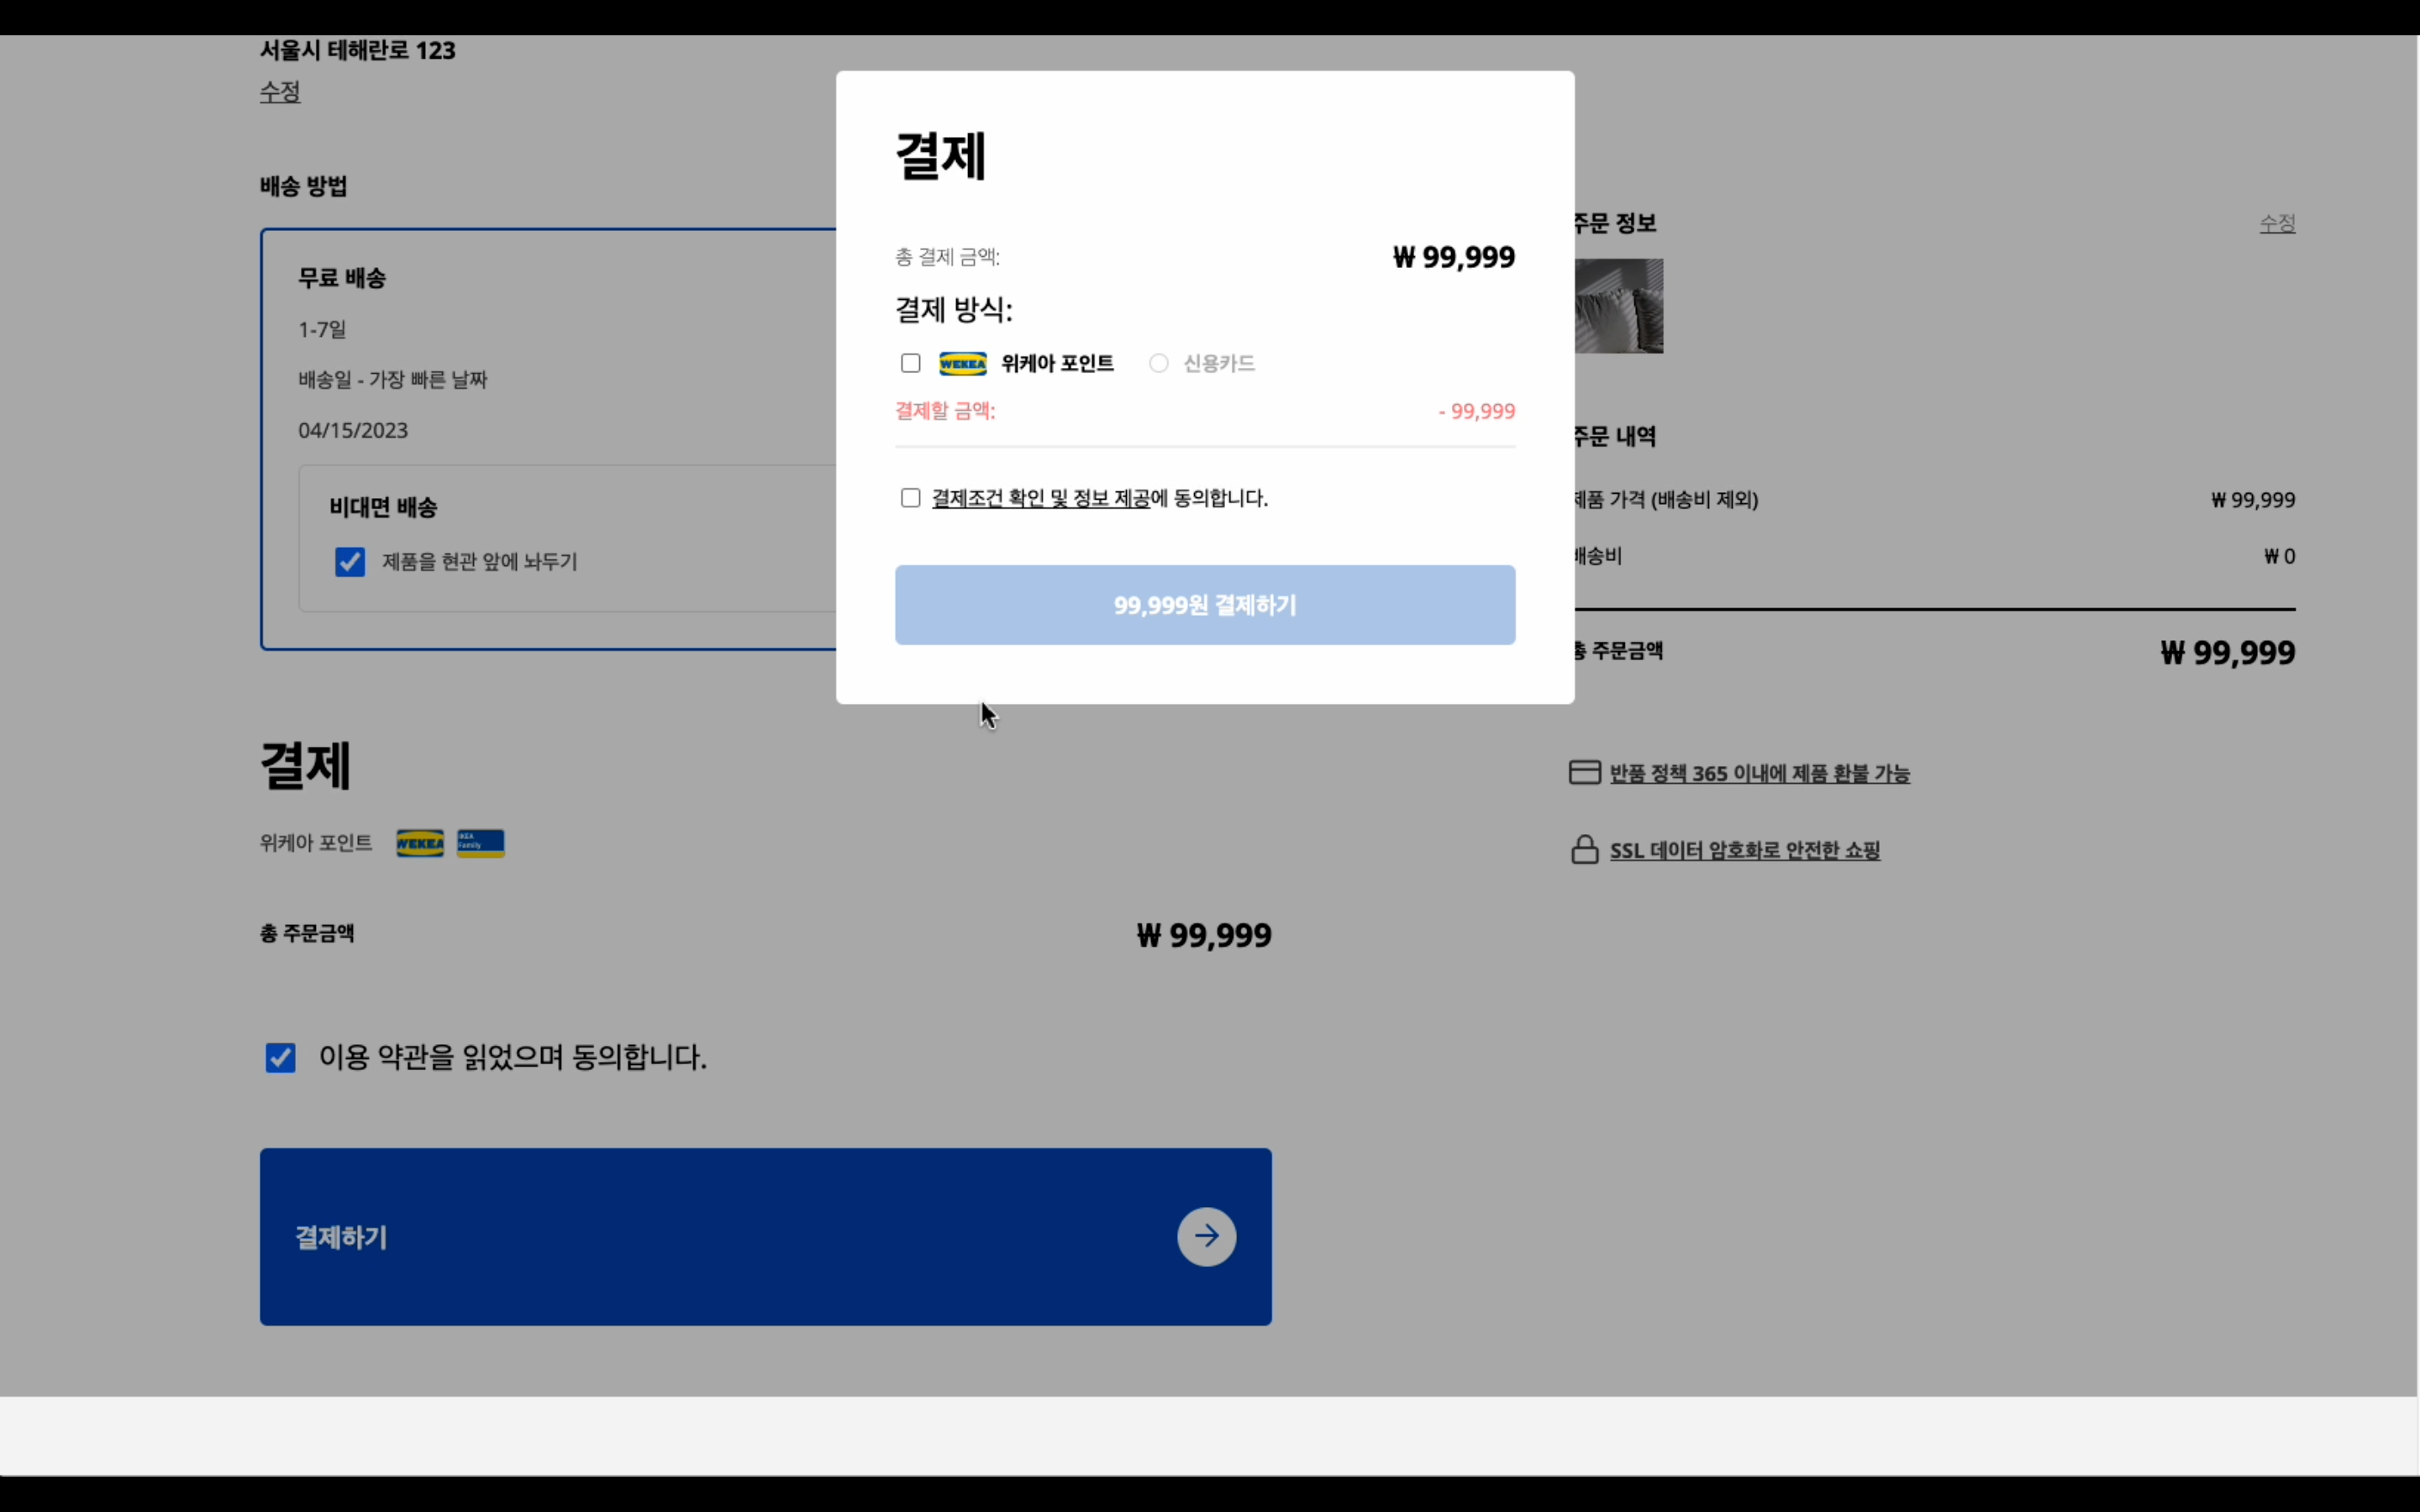 서울시 테해란로 123
수정
배송 방법
무료 배송
1-7일
배송일 - 가장 빠른 날짜
04/15/2023
비대면 배송
제품을 현관 앞에 놔두기
결제
위케아 포인트 WEKEA IKEA Family
총 주문금액 ₩ 99,999
이용 약관을 읽었으며 동의합니다.
결제하기
결제
총 결제 금액: ₩ 99,999
결제 방식:
WEKEA 위케아 포인트 신용카드
결제할 금액: - 99,999
결제조건 확인 및 정보 제공에 동의합니다.
99,999원 결제하기
주문 정보 수정
주문 내역
제품 가격 (배송비 제외) ₩ 99,999
배송비 ₩ 0
총 주문금액 ₩ 99,999
반품 정책 365 이내에 제품 환불 가능
SSL 데이터 암호화로 안전한 쇼핑